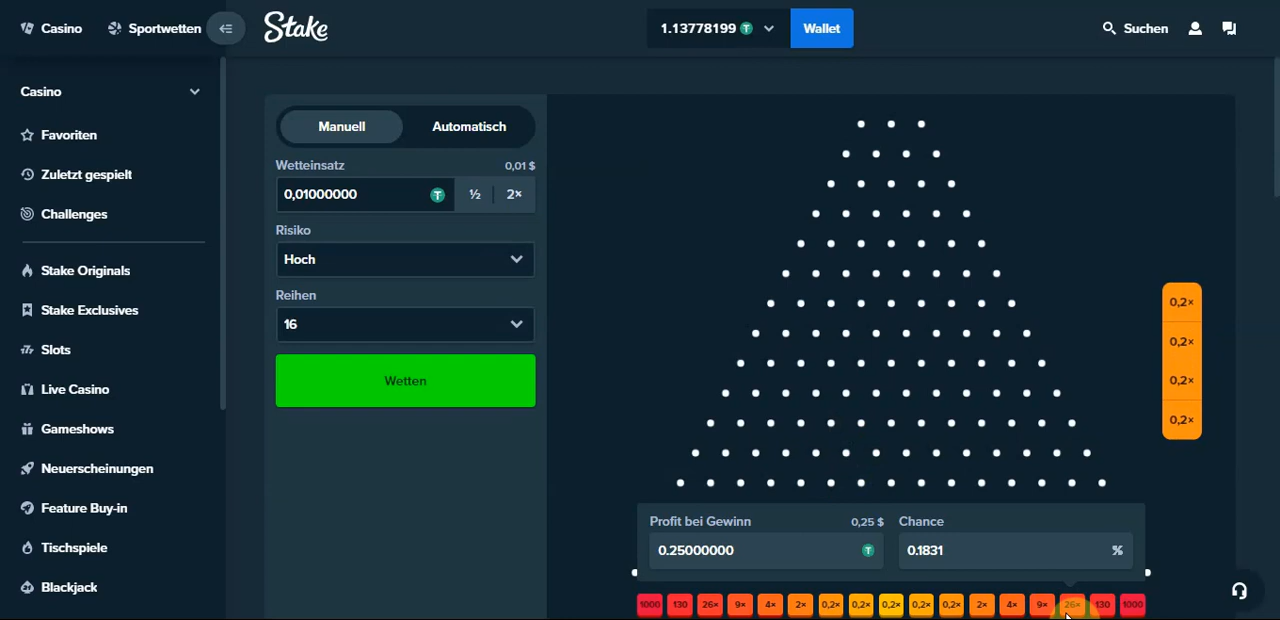 Casino
Sportwetten
Stake
1.13778199
Wallet
Suchen
Casino
Favoriten
Zuletzt gespielt
Challenges
Stake Originals
Stake Exclusives
Slots
Live Casino
Gameshows
Neuerscheinungen
Feature Buy-in
Tischspiele
Blackjack
Manuell Automatisch
Wetteinsatz 0,01 $
0,01000000 ½ 2×
Risiko
Hoch
Reihen
16
Wetten
0,2×
0,2×
0,2×
0,2×
Profit bei Gewinn 0,25 $ Chance
0.25000000 0.1831 %
1000 130 26× 9× 4× 2× 0,2× 0,2× 0,2× 0,2× 0,2× 2× 4× 9× 26× 130 1000